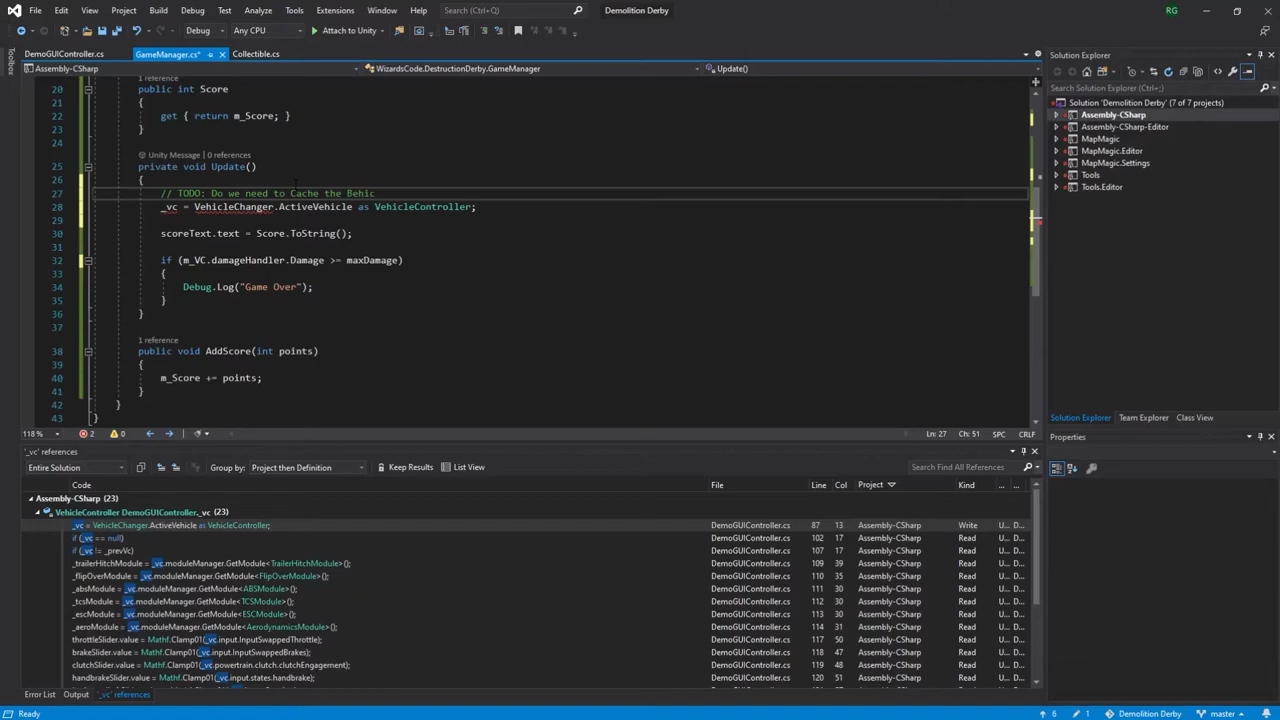 File Edit View Project Build Debug Test Analyze Tools Extensions Window Help Search (Ctrl+Q) Demolition Derby RG
Debug Any CPU Attach to Unity
Toolbox
DemoGUIController.cs GameManager.cs* Collectible.cs
Assembly-CSharp WizardsCode.DestructionDerby.GameManager Update()
1 reference
20 public int Score
21 {
22 get { return m_Score; }
23 }
24
Unity Message | 0 references
25 private void Update()
26 {
27 // TODO: Do we need to Cache the Behic
28 _vc = VehicleChanger.ActiveVehicle as VehicleController;
29
30 scoreText.text = Score.ToString();
31
32 if (m_VC.damageHandler.Damage >= maxDamage)
33 {
34 Debug.Log("Game Over");
35 }
36 }
37
1 reference
38 public void AddScore(int points)
39 {
40 m_Score += points;
41 }
42 }
43 }
118 % 2 0 Ln: 27 Ch: 51 SPC CRLF
Solution Explorer
Search Solution Explorer (Ctrl+;)
Solution 'Demolition Derby' (7 of 7 projects)
Assembly-CSharp
Assembly-CSharp-Editor
MapMagic
MapMagic.Editor
MapMagic.Settings
Tools
Tools.Editor
Solution Explorer Team Explorer Class View
Properties
'_vc' references
Entire Solution Group by: Project then Definition Keep Results List View Search Find All References
Code File Line Col Project Kind ... ...
Assembly-CSharp (23)
VehicleController DemoGUIController._vc (23)
_vc = VehicleChanger.ActiveVehicle as VehicleController; DemoGUIController.cs 87 13 Assembly-CSharp Write U... D...
if (_vc == null) DemoGUIController.cs 102 17 Assembly-CSharp Read U... D...
if (_vc != _prevVc) DemoGUIController.cs 107 17 Assembly-CSharp Read U... D...
_trailerHitchModule = _vc.moduleManager.GetModule<TrailerHitchModule>(); DemoGUIController.cs 109 39 Assembly-CSharp Read U... D...
_flipOverModule = _vc.moduleManager.GetModule<FlipOverModule>(); DemoGUIController.cs 110 35 Assembly-CSharp Read U... D...
_absModule = _vc.moduleManager.GetModule<ABSModule>(); DemoGUIController.cs 111 30 Assembly-CSharp Read U... D...
_tcsModule = _vc.moduleManager.GetModule<TCSModule>(); DemoGUIController.cs 112 30 Assembly-CSharp Read U... D...
_escModule = _vc.moduleManager.GetModule<ESCModule>(); DemoGUIController.cs 113 30 Assembly-CSharp Read U... D...
_aeroModule = _vc.moduleManager.GetModule<AerodynamicsModule>(); DemoGUIController.cs 114 31 Assembly-CSharp Read U... D...
throttleSlider.value = Mathf.Clamp01(_vc.input.InputSwappedThrottle); DemoGUIController.cs 117 50 Assembly-CSharp Read U... D...
brakeSlider.value = Mathf.Clamp01(_vc.input.InputSwappedBrakes); DemoGUIController.cs 118 47 Assembly-CSharp Read U... D...
clutchSlider.value = Mathf.Clamp01(_vc.powertrain.clutch.clutchEngagement); DemoGUIController.cs 119 48 Assembly-CSharp Read U... D...
handbrakeSlider.value = Mathf.Clamp01(_vc.input.states.handbrake); DemoGUIController.cs 120 51 Assembly-CSharp Read U... D...
Error List Output '_vc' references
Ready 6 1 Demolition Derby master